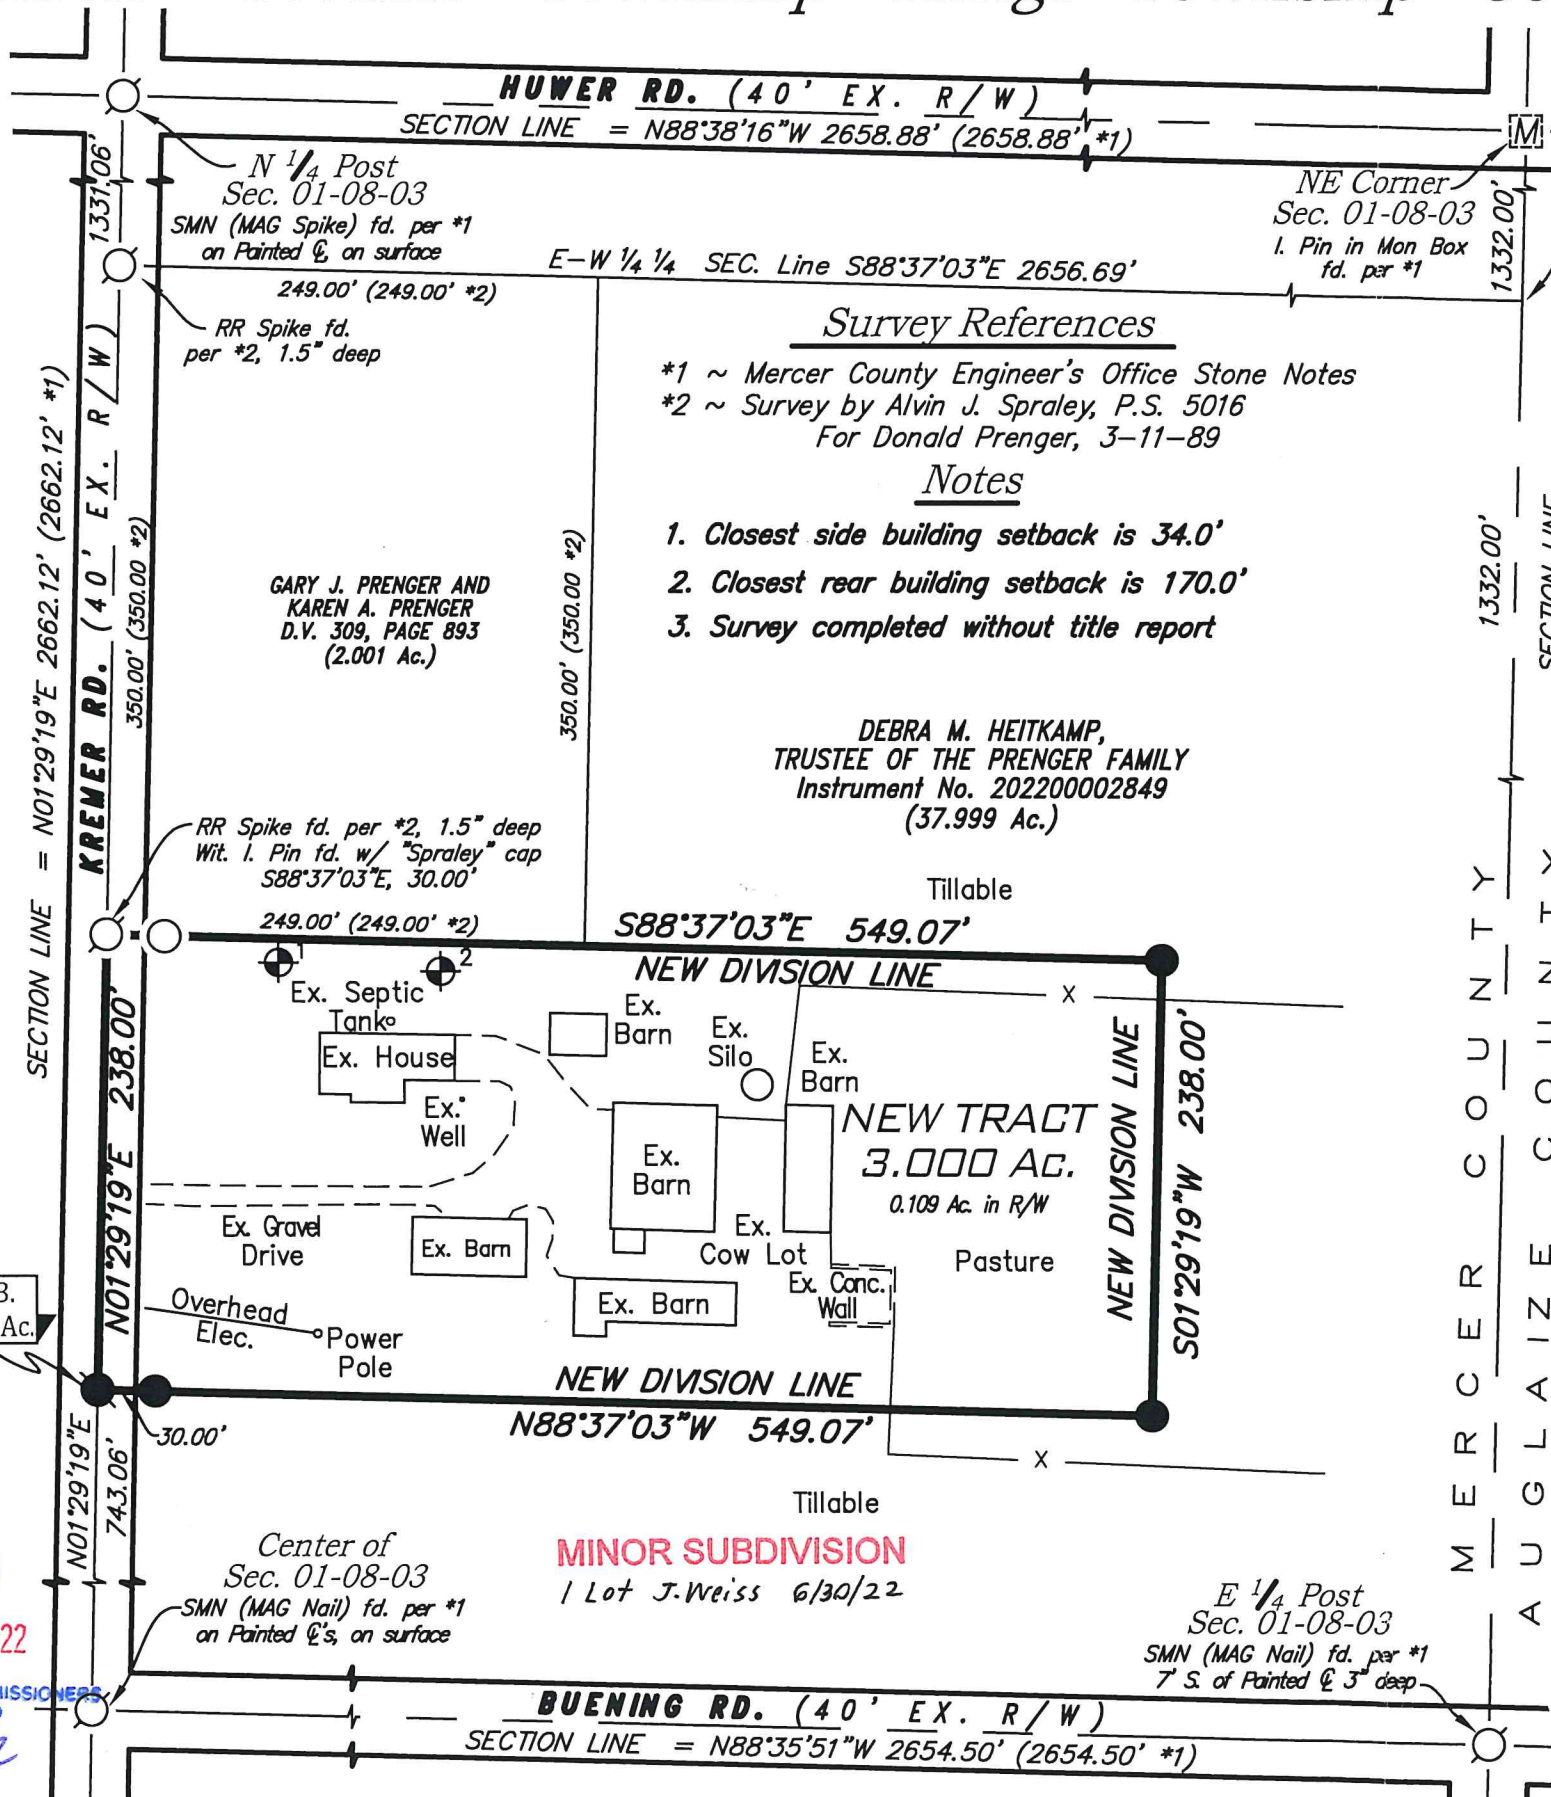 HUWER RD. (40' EX. R/W)
SECTION LINE = N88°38'16"W 2658.88' (2658.88' *1)
M
1331.06'
N 1/4 Post
Sec. 01-08-03
SMN (MAG Spike) fd. per *1
on Painted ℄ on surface
NE Corner
Sec. 01-08-03
I. Pin in Mon Box
fd. per *1
1332.00'
E-W 1/4 1/4 SEC. Line S88°37'03"E 2656.69'
249.00' (249.00' *2)
RR Spike fd.
per *2, 1.5" deep
Survey References
*1 ~ Mercer County Engineer's Office Stone Notes
*2 ~ Survey by Alvin J. Spraley, P.S. 5016
For Donald Prenger, 3-11-89
Notes
1. Closest side building setback is 34.0'
2. Closest rear building setback is 170.0'
3. Survey completed without title report
SECTION LINE = N01°29'19"E 2662.12' (2662.12' *1)
KREMER RD. (40' EX. R/W)
350.00' (350.00 *2)
350.00' (350.00 *2)
1332.00'
SECTION LINE
GARY J. PRENGER AND
KAREN A. PRENGER
D.V. 309, PAGE 893
(2.001 Ac.)
DEBRA M. HEITKAMP,
TRUSTEE OF THE PRENGER FAMILY
Instrument No. 202200002849
(37.999 Ac.)
RR Spike fd. per *2, 1.5" deep
Wit. I. Pin fd. w/ "Spraley" cap
S88°37'03"E, 30.00'
Tillable
249.00' (249.00' *2)
S88°37'03"E 549.07'
NEW DIVISION LINE
1
2
X
Ex. Septic
Tank
Ex. House
Ex.
Well
Ex.
Barn
Ex.
Silo
Ex.
Barn
NEW TRACT
3.000 AC.
0.109 Ac. in R/W
N01°29'19"E 238.00'
NEW DIVISION LINE
S01°29'19"W 238.00'
MERCER COUNTY
AUGLAIZE COUNTY
Ex.
Barn
Ex. Gravel
Drive
Ex. Barn
Ex.
Cow Lot
Pasture
Ex. Conc.
Wall
Ex. Barn
3.
Ac.
Overhead
Elec.
Power
Pole
NEW DIVISION LINE
N88°37'03"W 549.07'
30.00'
X
N01°29'19"E
743.06'
Tillable
MINOR SUBDIVISION
1 Lot J.Weiss 6/30/22
Center of
Sec. 01-08-03
SMN (MAG Nail) fd. per *1
on Painted ℄'s, on surface
E 1/4 Post
Sec. 01-08-03
SMN (MAG Nail) fd. per *1
7' S. of Painted ℄ 3" deep
22
BUENING RD. (40' EX. R/W)
SECTION LINE = N88°35'51"W 2654.50' (2654.50' *1)